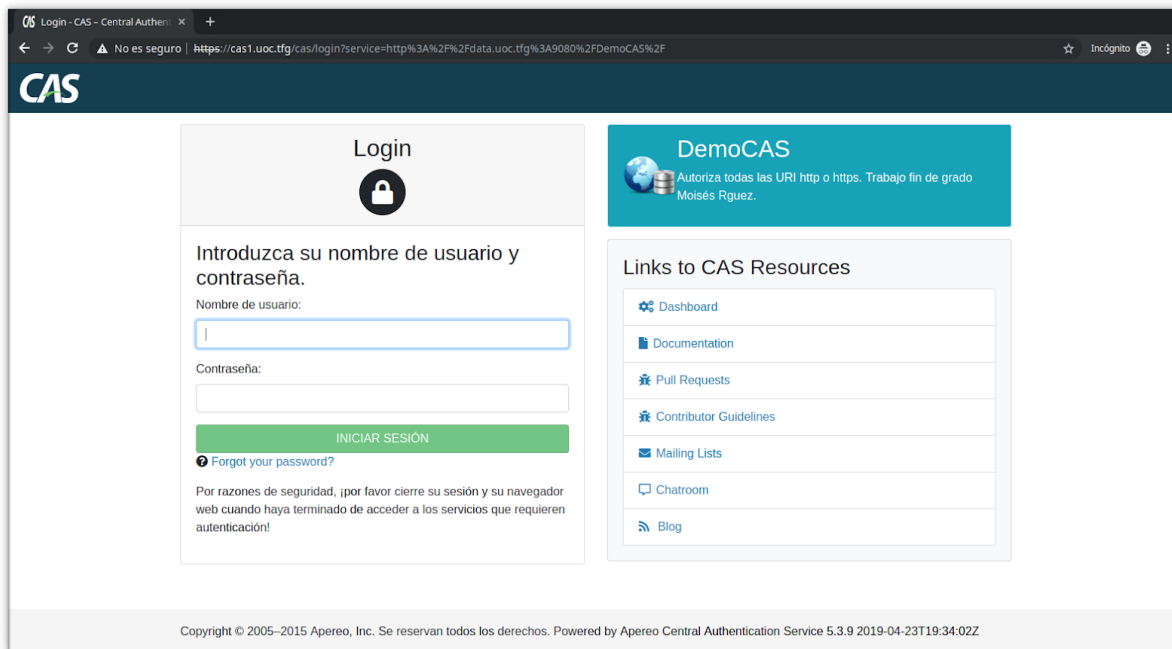 Login - CAS – Central Authent
No es seguro | https://cas1.uoc.tfg/cas/login?service=http%3A%2F%2Fdata.uoc.tfg%3A9080%2FDemoCAS%2F
Incógnito
CAS
Login
Introduzca su nombre de usuario y
contraseña.
Nombre de usuario:
Contraseña:
INICIAR SESIÓN
Forgot your password?
Por razones de seguridad, ¡por favor cierre su sesión y su navegador
web cuando haya terminado de acceder a los servicios que requieren
autenticación!
DemoCAS
Autoriza todas las URI http o https. Trabajo fin de grado
Moisés Rguez.
Links to CAS Resources
Dashboard
Documentation
Pull Requests
Contributor Guidelines
Mailing Lists
Chatroom
Blog
Copyright © 2005–2015 Apereo, Inc. Se reservan todos los derechos. Powered by Apereo Central Authentication Service 5.3.9 2019-04-23T19:34:02Z